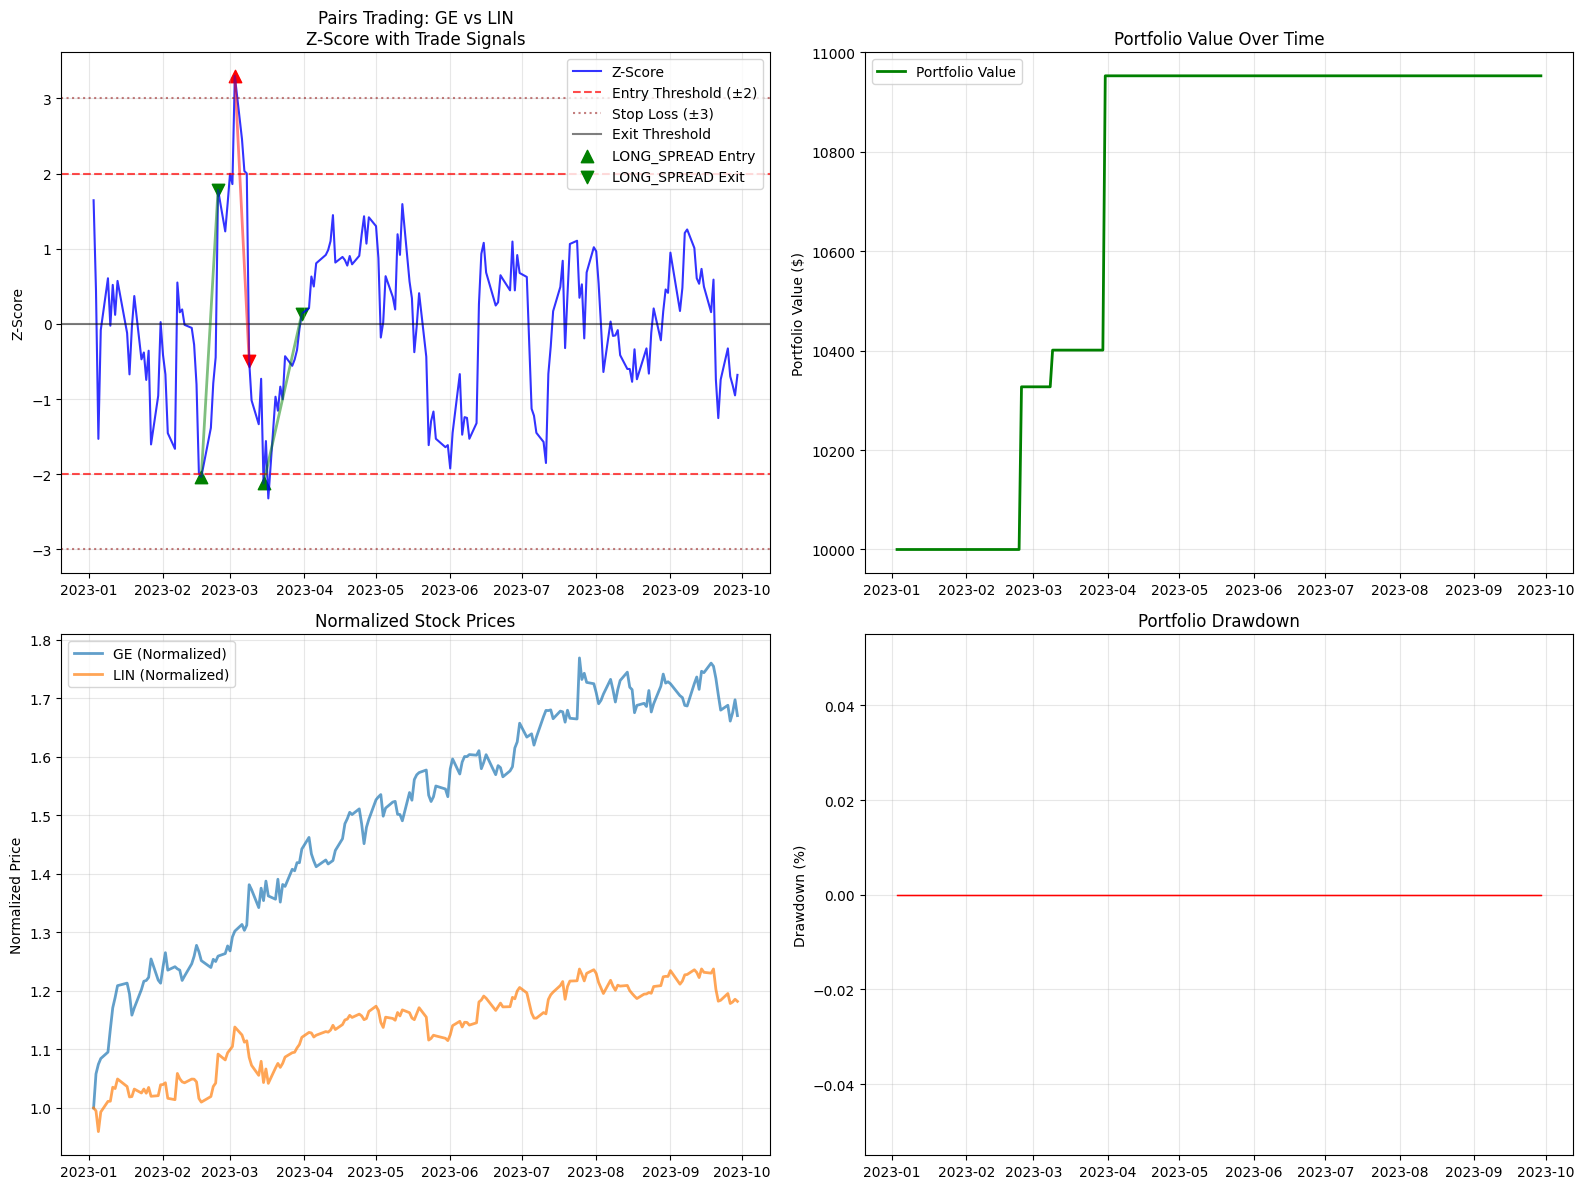 Pairs Trading: GE vs LIN
Z-Score with Trade Signals
Z-Score
3
2
1
0
−1
−2
−3
Z-Score
Entry Threshold (±2)
Stop Loss (±3)
Exit Threshold
LONG_SPREAD Entry
LONG_SPREAD Exit
2023-01 2023-02 2023-03 2023-04 2023-05 2023-06 2023-07 2023-08 2023-09 2023-10
Portfolio Value Over Time
Portfolio Value ($)
11000
10800
10600
10400
10200
10000
Portfolio Value
2023-01 2023-02 2023-03 2023-04 2023-05 2023-06 2023-07 2023-08 2023-09 2023-10
Normalized Stock Prices
Normalized Price
1.8
1.7
1.6
1.5
1.4
1.3
1.2
1.1
1.0
GE (Normalized)
LIN (Normalized)
2023-01 2023-02 2023-03 2023-04 2023-05 2023-06 2023-07 2023-08 2023-09 2023-10
Portfolio Drawdown
Drawdown (%)
0.04
0.02
0.00
−0.02
−0.04
2023-01 2023-02 2023-03 2023-04 2023-05 2023-06 2023-07 2023-08 2023-09 2023-10